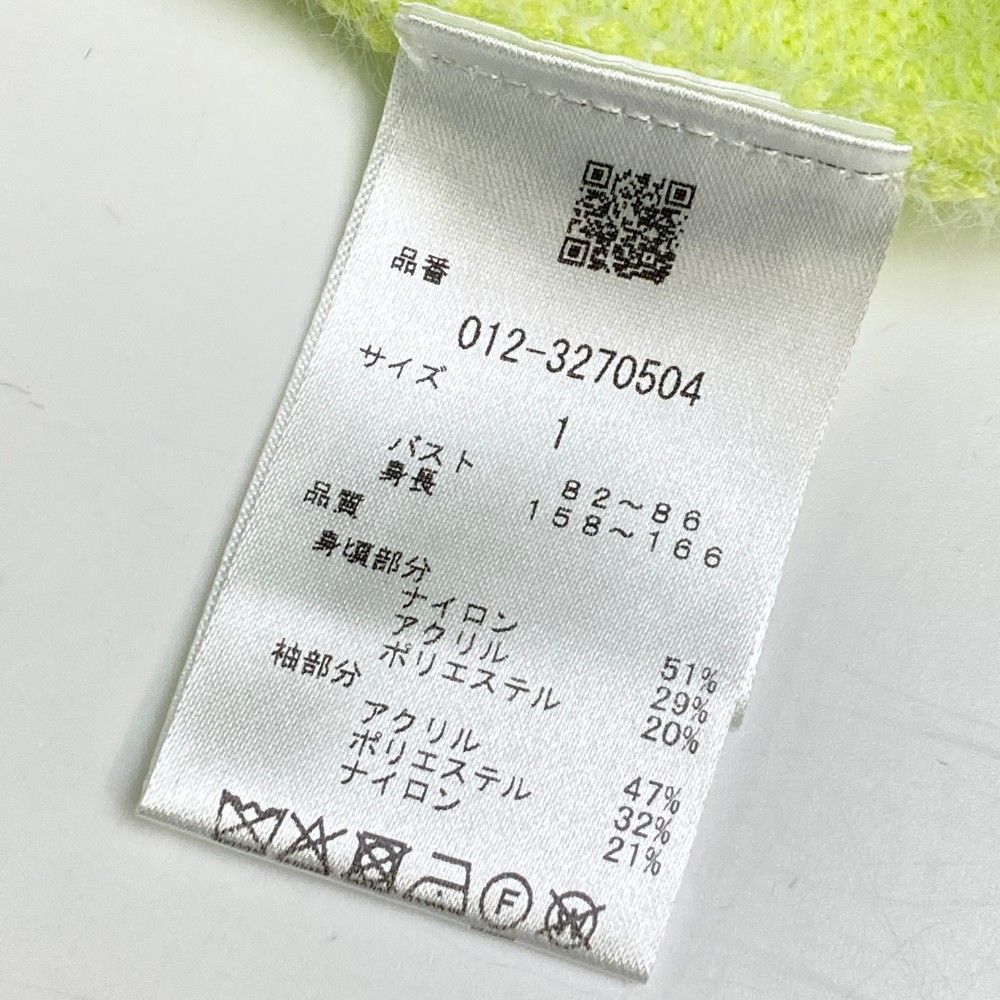 品番
012-3270504
サイズ
1
バスト 82～86
身長 158～166
品質
身頃部分
ナイロン 51%
アクリル 29%
ポリエステル 20%
袖部分
アクリル 47%
ポリエステル 32%
ナイロン 21%
F
W